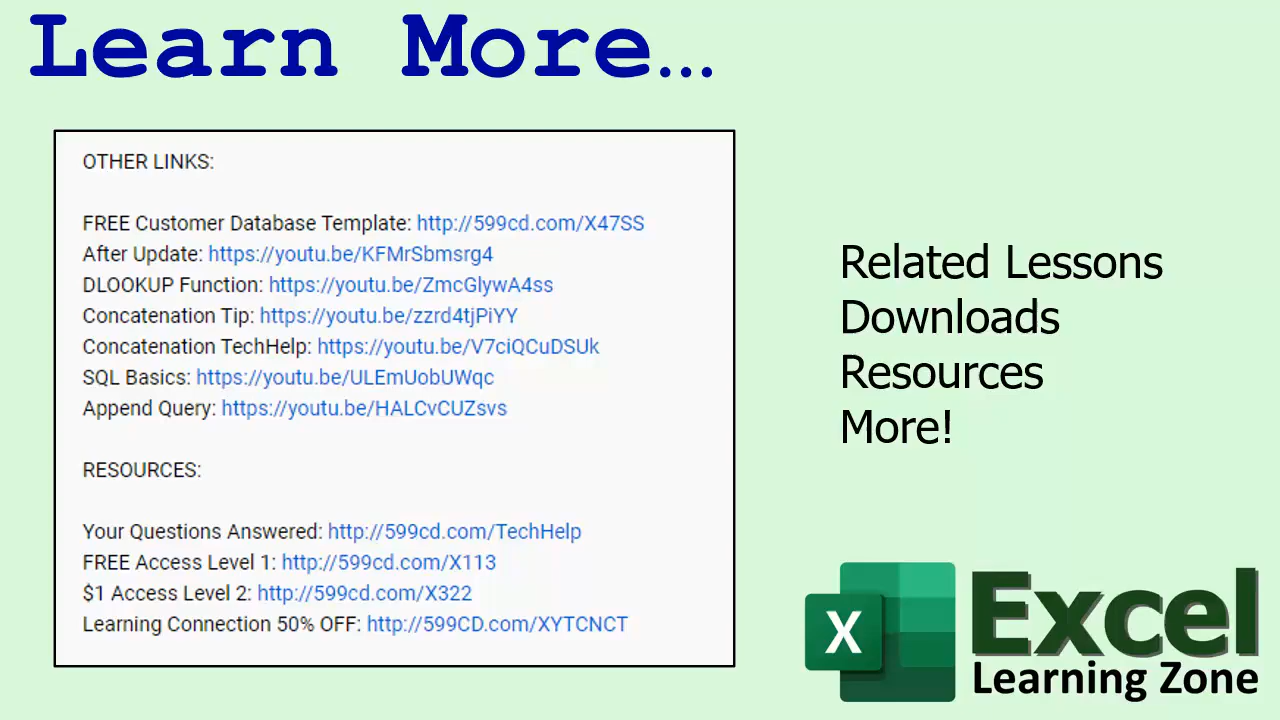 Learn More...
OTHER LINKS:
FREE Customer Database Template: http://599cd.com/X47SS
After Update: https://youtu.be/KFMrSbmsrg4
DLOOKUP Function: https://youtu.be/ZmcGlywA4ss
Concatenation Tip: https://youtu.be/zzrd4tjPiYY
Concatenation TechHelp: https://youtu.be/V7ciQCuDSUk
SQL Basics: https://youtu.be/ULEmUobUWqc
Append Query: https://youtu.be/HALCvCUZsvs
RESOURCES:
Your Questions Answered: http://599cd.com/TechHelp
FREE Access Level 1: http://599cd.com/X113
$1 Access Level 2: http://599cd.com/X322
Learning Connection 50% OFF: http://599CD.com/XYTCNCT
Related Lessons
Downloads
Resources
More!
X
Excel
Learning Zone